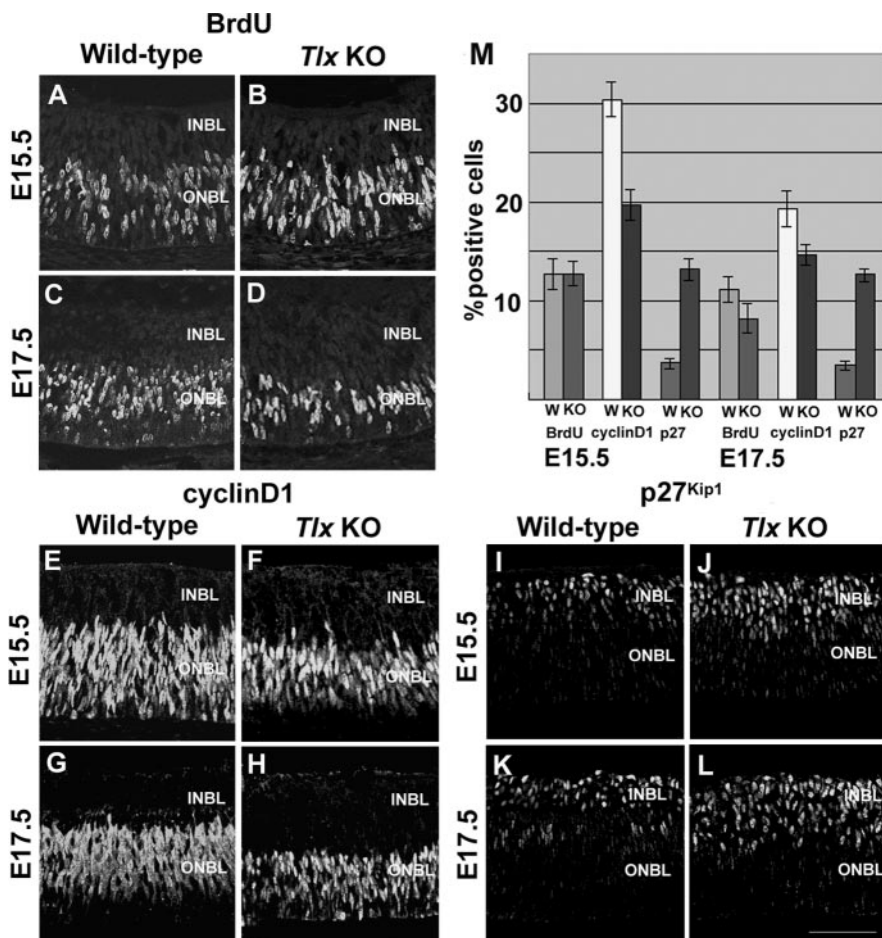 BrdU
Wild-type Tlx KO
E15.5
A INBL ONBL
B INBL ONBL
E17.5
C INBL ONBL
D INBL ONBL
M
%positive cells
30
20
10
W KO W KO W KO W KO W KO W KO
BrdU cyclinD1 p27 BrdU cyclinD1 p27
E15.5 E17.5
cyclinD1
Wild-type Tlx KO
E15.5
E INBL ONBL
F INBL ONBL
E17.5
G INBL ONBL
H INBL ONBL
p27Kip1
Wild-type Tlx KO
E15.5
I INBL ONBL
J INBL ONBL
E17.5
K INBL ONBL
L INBL ONBL